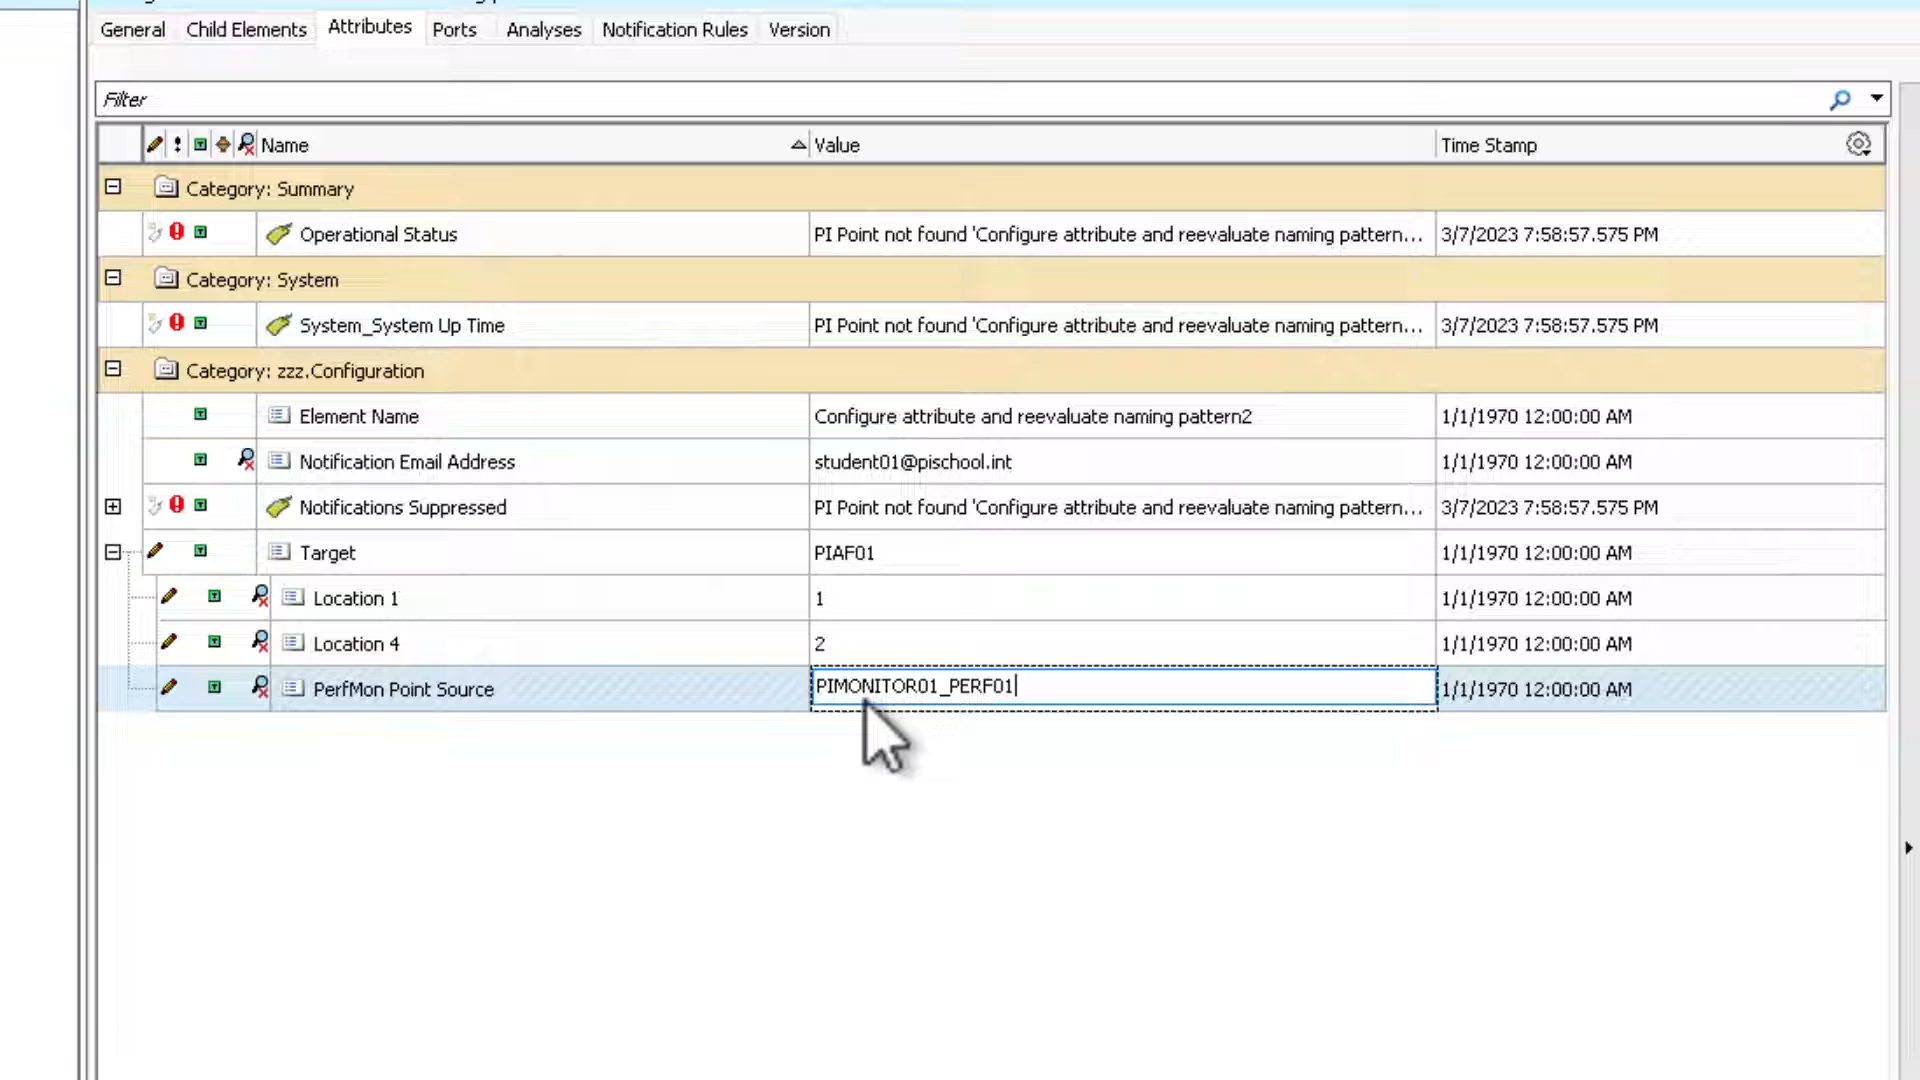 General Child Elements Attributes Ports Analyses Notification Rules Version
Filter
Name Value Time Stamp
Category: Summary
Operational Status PI Point not found 'Configure attribute and reevaluate naming pattern... 3/7/2023 7:58:57.575 PM
Category: System
System_System Up Time PI Point not found 'Configure attribute and reevaluate naming pattern... 3/7/2023 7:58:57.575 PM
Category: zzz.Configuration
Element Name Configure attribute and reevaluate naming pattern2 1/1/1970 12:00:00 AM
Notification Email Address student01@pischool.int 1/1/1970 12:00:00 AM
Notifications Suppressed PI Point not found 'Configure attribute and reevaluate naming pattern... 3/7/2023 7:58:57.575 PM
Target PIAF01 1/1/1970 12:00:00 AM
Location 1 1 1/1/1970 12:00:00 AM
Location 4 2 1/1/1970 12:00:00 AM
PerfMon Point Source PIMONITOR01_PERF01 1/1/1970 12:00:00 AM